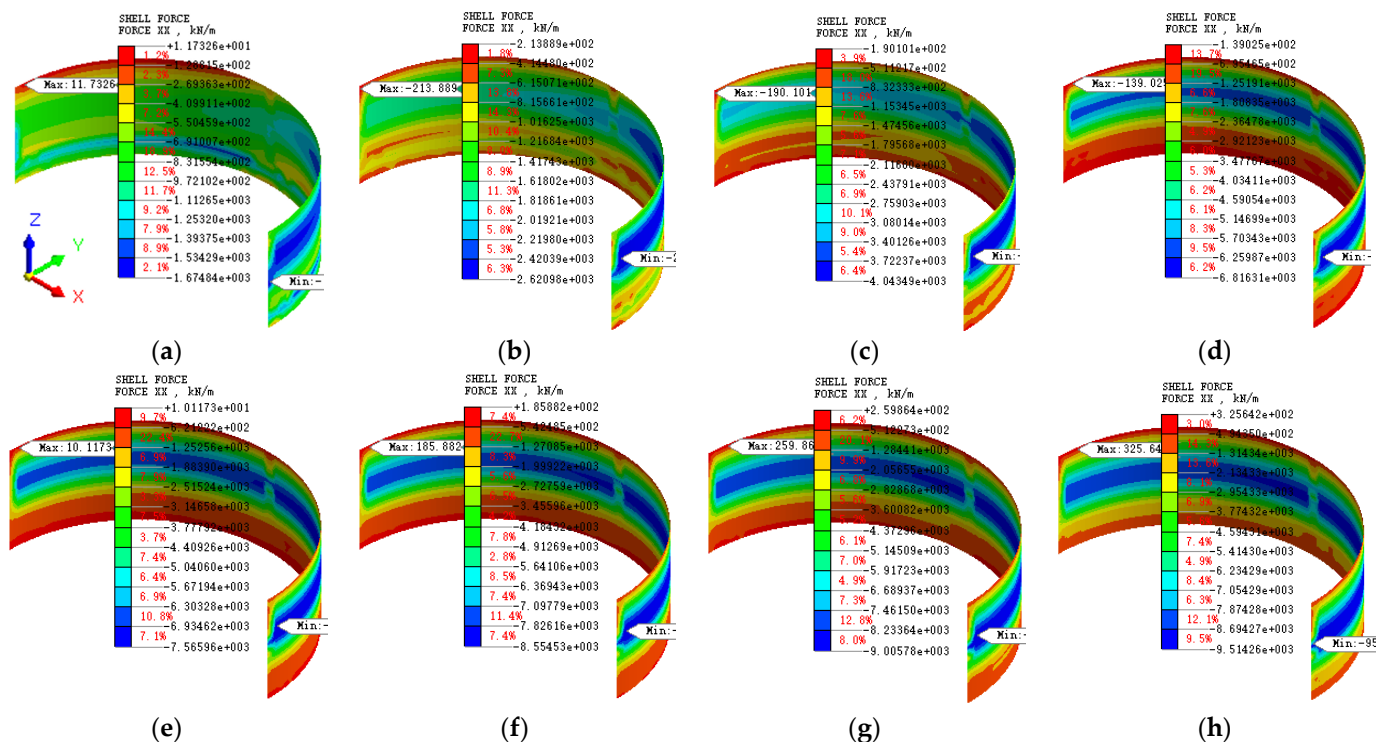 SHELL FORCE
FORCE XX , kN/m
+1.17326e+001
1.2%
2.3%
-2.69363e+002
-4.09911e+002
-5.50459e+002
-6.91007e+002
-8.31554e+002
12.5%
-9.72102e+002
11.7%
-1.11265e+003
9.2%
-1.25320e+003
7.9%
-1.39375e+003
8.9%
-1.53429e+003
2.1%
-1.67484e+003
Max:11.7326
Min:-
Z
Y
X
(a)
SHELL FORCE
FORCE XX , kN/m
-2.13889e+002
1.8%
-4.14480e+002
-6.15071e+002
-8.15661e+002
-1.01625e+003
10.4%
-1.21684e+003
-1.41743e+003
8.9%
-1.61802e+003
11.3%
-1.81861e+003
6.8%
-2.01921e+003
5.8%
-2.21980e+003
5.3%
-2.42039e+003
6.3%
-2.62098e+003
Max:-213.889
Min:-2
(b)
SHELL FORCE
FORCE XX , kN/m
-1.90101e+002
3.9%
-5.11217e+002
-8.32333e+002
-1.15345e+003
-1.47456e+003
-1.79568e+003
-2.11680e+003
6.5%
-2.43791e+003
6.9%
-2.75903e+003
10.1%
-3.08014e+003
9.0%
-3.40126e+003
5.4%
-3.72237e+003
6.4%
-4.04349e+003
Max:-190.101
Min:-
(c)
SHELL FORCE
FORCE XX , kN/m
-1.39025e+002
13.7%
-6.95465e+002
-1.25191e+003
-1.80835e+003
-2.36478e+003
-2.92123e+003
-3.47767e+003
5.3%
-4.03411e+003
6.2%
-4.59054e+003
6.1%
-5.14699e+003
8.3%
-5.70343e+003
9.5%
-6.25987e+003
6.2%
-6.81631e+003
Max:-139.025
Min:-
(d)
SHELL FORCE
FORCE XX , kN/m
+1.01173e+001
9.7%
-6.21222e+002
-1.25256e+003
-1.88390e+003
-2.51524e+003
-3.14658e+003
-3.77792e+003
3.7%
-4.40926e+003
7.4%
-5.04060e+003
6.4%
-5.67194e+003
6.9%
-6.30328e+003
10.8%
-6.93462e+003
7.1%
-7.56596e+003
Max:10.1173
Min:-
(e)
SHELL FORCE
FORCE XX , kN/m
+1.85882e+002
7.4%
-5.42485e+002
-1.27085e+003
-1.99922e+003
-2.72759e+003
-3.45596e+003
-4.18432e+003
7.8%
-4.91269e+003
2.8%
-5.64106e+003
8.5%
-6.36943e+003
7.4%
-7.09779e+003
11.4%
-7.82616e+003
7.4%
-8.55453e+003
Max:185.882
Min:-
(f)
SHELL FORCE
FORCE XX , kN/m
+2.59864e+002
6.2%
-5.12273e+002
-1.28441e+003
-2.05655e+003
-2.82868e+003
-3.60082e+003
-4.37296e+003
6.1%
-5.14509e+003
7.0%
-5.91723e+003
4.9%
-6.68937e+003
7.3%
-7.46150e+003
12.8%
-8.23364e+003
8.0%
-9.00578e+003
Max:259.86
Min:-
(g)
SHELL FORCE
FORCE XX , kN/m
+3.25642e+002
3.0%
-4.94350e+002
-1.31434e+003
-2.13433e+003
-2.95433e+003
-3.77432e+003
-4.59431e+003
7.4%
-5.41430e+003
4.9%
-6.23429e+003
8.4%
-7.05429e+003
6.3%
-7.87428e+003
12.1%
-8.69427e+003
9.5%
-9.51426e+003
Max:325.64
Min:-95
(h)